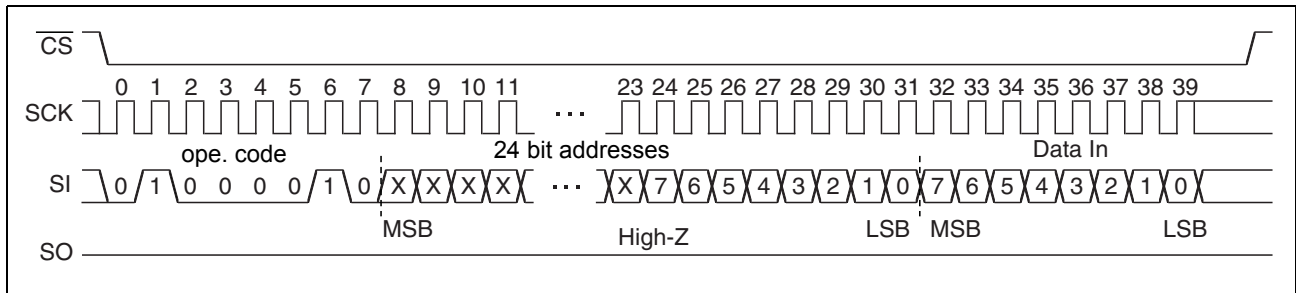 CS
0 1 2 3 4 5 6 7 8 9 10 11 23 24 25 26 27 28 29 30 31 32 33 34 35 36 37 38 39
SCK ···
ope. code 24 bit addresses Data In
SI 0 1 0 0 0 0 1 0 X X X X ··· X 7 6 5 4 3 2 1 0 7 6 5 4 3 2 1 0
MSB High-Z LSB MSB LSB
SO